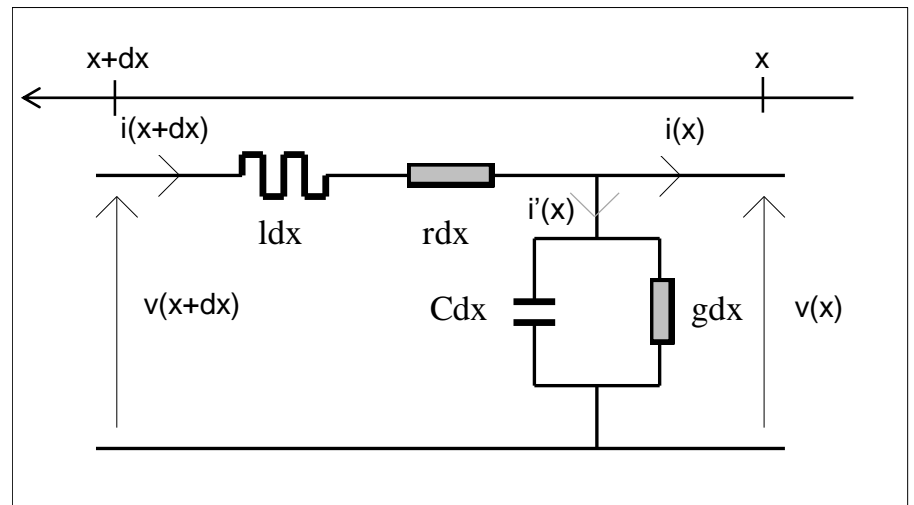 x+dx
x
i(x+dx)
i(x)
i’(x)
ldx
rdx
v(x+dx)
Cdx
gdx
v(x)